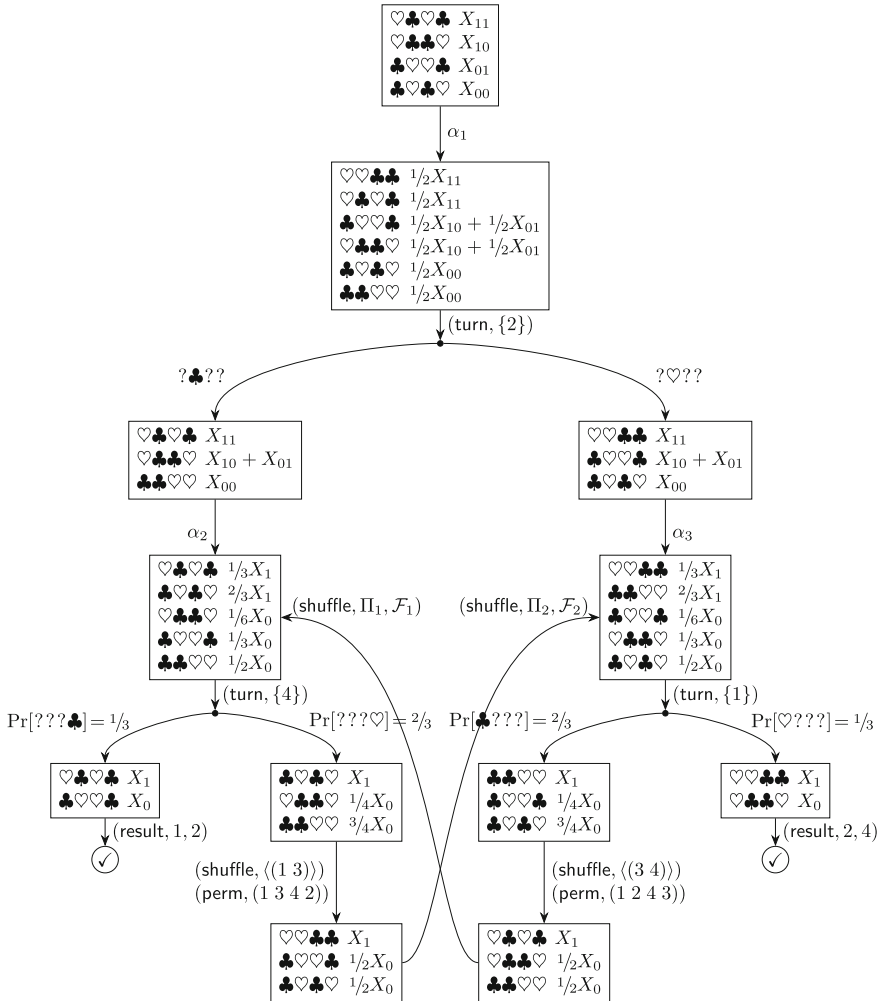 ♡♣♡♣ X₁₁
♡♣♣♡ X₁₀
♣♡♡♣ X₀₁
♣♡♣♡ X₀₀
α₁
♡♡♣♣ 1/2X₁₁
♡♣♡♣ 1/2X₁₁
♣♡♡♣ 1/2X₁₀ + 1/2X₀₁
♡♣♣♡ 1/2X₁₀ + 1/2X₀₁
♣♡♣♡ 1/2X₀₀
♣♣♡♡ 1/2X₀₀
(turn, {2})
?♣??
?♡??
♡♣♡♣ X₁₁
♡♣♣♡ X₁₀ + X₀₁
♣♣♡♡ X₀₀
♡♡♣♣ X₁₁
♣♡♡♣ X₁₀ + X₀₁
♣♡♣♡ X₀₀
α₂
α₃
♡♣♡♣ 1/3X₁
♣♡♣♡ 2/3X₁
♡♣♣♡ 1/6X₀
♣♡♡♣ 1/3X₀
♣♣♡♡ 1/2X₀
(shuffle, Π₁, ℱ₁)
(shuffle, Π₂, ℱ₂)
♡♡♣♣ 1/3X₁
♣♣♡♡ 2/3X₁
♣♡♡♣ 1/6X₀
♡♣♣♡ 1/3X₀
♣♡♣♡ 1/2X₀
(turn, {4})
(turn, {1})
Pr[???♣] = 1/3
Pr[???♡] = 2/3
Pr[♣???] = 2/3
Pr[♡???] = 1/3
♡♣♡♣ X₁
♣♡♡♣ X₀
♣♡♣♡ X₁
♡♣♣♡ 1/4X₀
♣♣♡♡ 3/4X₀
♣♣♡♡ X₁
♣♡♡♣ 1/4X₀
♣♡♣♡ 3/4X₀
♡♡♣♣ X₁
♡♣♣♡ X₀
(result, 1, 2)
✓
(shuffle, ⟨(1 3)⟩)
(perm, (1 3 4 2))
(shuffle, ⟨(3 4)⟩)
(perm, (1 2 4 3))
(result, 2, 4)
✓
♡♡♣♣ X₁
♣♡♡♣ 1/2X₀
♣♡♣♡ 1/2X₀
♡♣♡♣ X₁
♡♣♣♡ 1/2X₀
♣♣♡♡ 1/2X₀